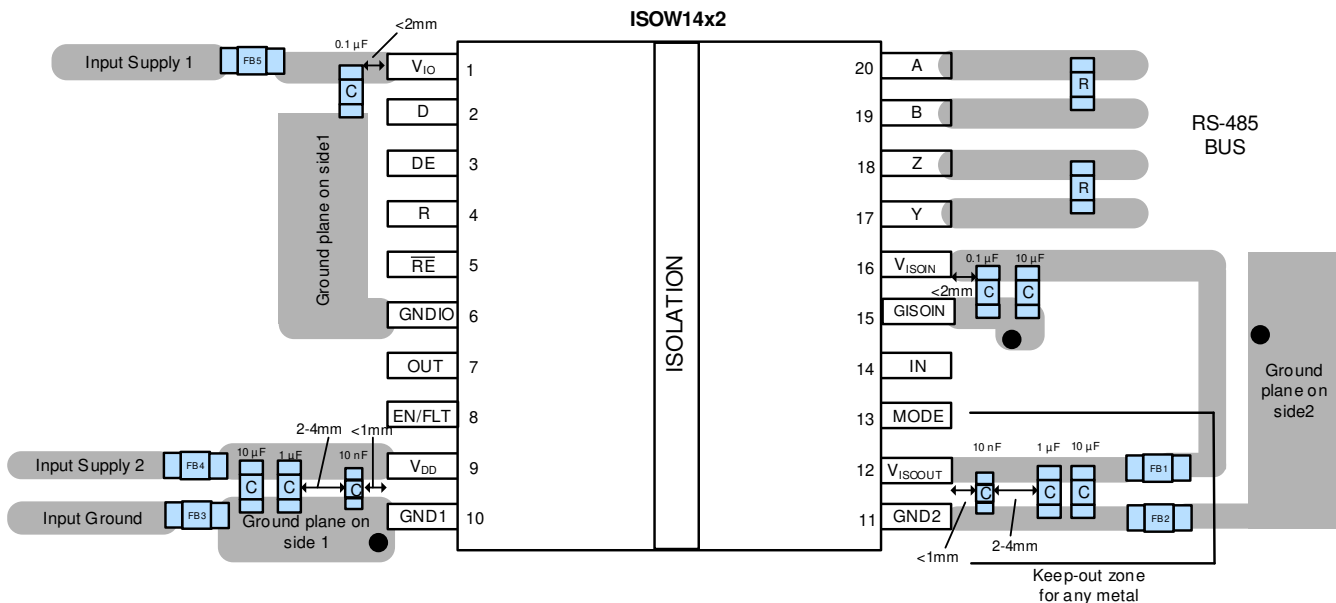 ISOW14x2
<2mm
0.1 µF
Input Supply 1
FB5
C
VIO
1
D
2
DE
3
R
4
RE
5
GNDIO
6
OUT
7
EN/FLT
8
VDD
9
GND1
10
Ground plane on side1
2-4mm
<1mm
10 µF
1 µF
10 nF
Input Supply 2
FB4
C
C
C
Input Ground
FB3
Ground plane on
side 1
ISOLATION
20
A
19
B
18
Z
17
Y
16
VISOIN
15
GISOIN
14
IN
13
MODE
12
VISOOUT
11
GND2
R
R
RS-485
BUS
0.1 µF
10 µF
<2mm
C
C
Ground
plane on
side2
10 nF
1 µF
10 µF
C
C
C
FB1
FB2
<1mm
2-4mm
Keep-out zone
for any metal